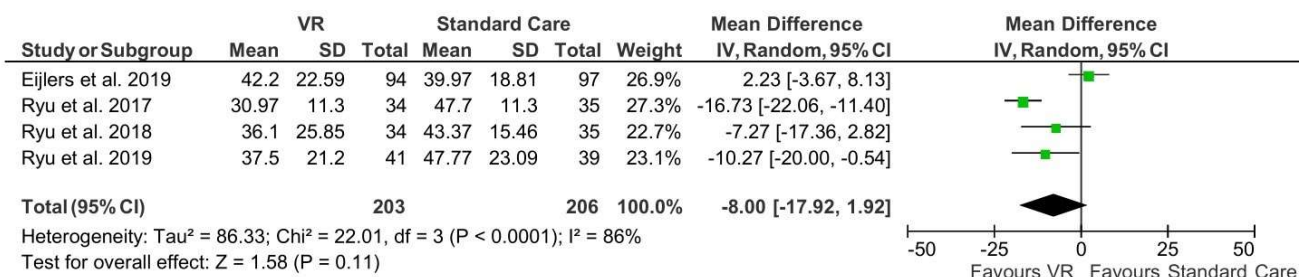 VR Standard Care Mean Difference Mean Difference
Study or Subgroup Mean SD Total Mean SD Total Weight IV, Random, 95% CI IV, Random, 95% CI
Eijlers et al. 2019 42.2 22.59 94 39.97 18.81 97 26.9% 2.23 [-3.67, 8.13]
Ryu et al. 2017 30.97 11.3 34 47.7 11.3 35 27.3% -16.73 [-22.06, -11.40]
Ryu et al. 2018 36.1 25.85 34 43.37 15.46 35 22.7% -7.27 [-17.36, 2.82]
Ryu et al. 2019 37.5 21.2 41 47.77 23.09 39 23.1% -10.27 [-20.00, -0.54]
Total (95% CI) 203 206 100.0% -8.00 [-17.92, 1.92]
Heterogeneity: Tau² = 86.33; Chi² = 22.01, df = 3 (P < 0.0001); I² = 86%
Test for overall effect: Z = 1.58 (P = 0.11)
-50 -25 0 25 50
Favours VR Favours Standard Care